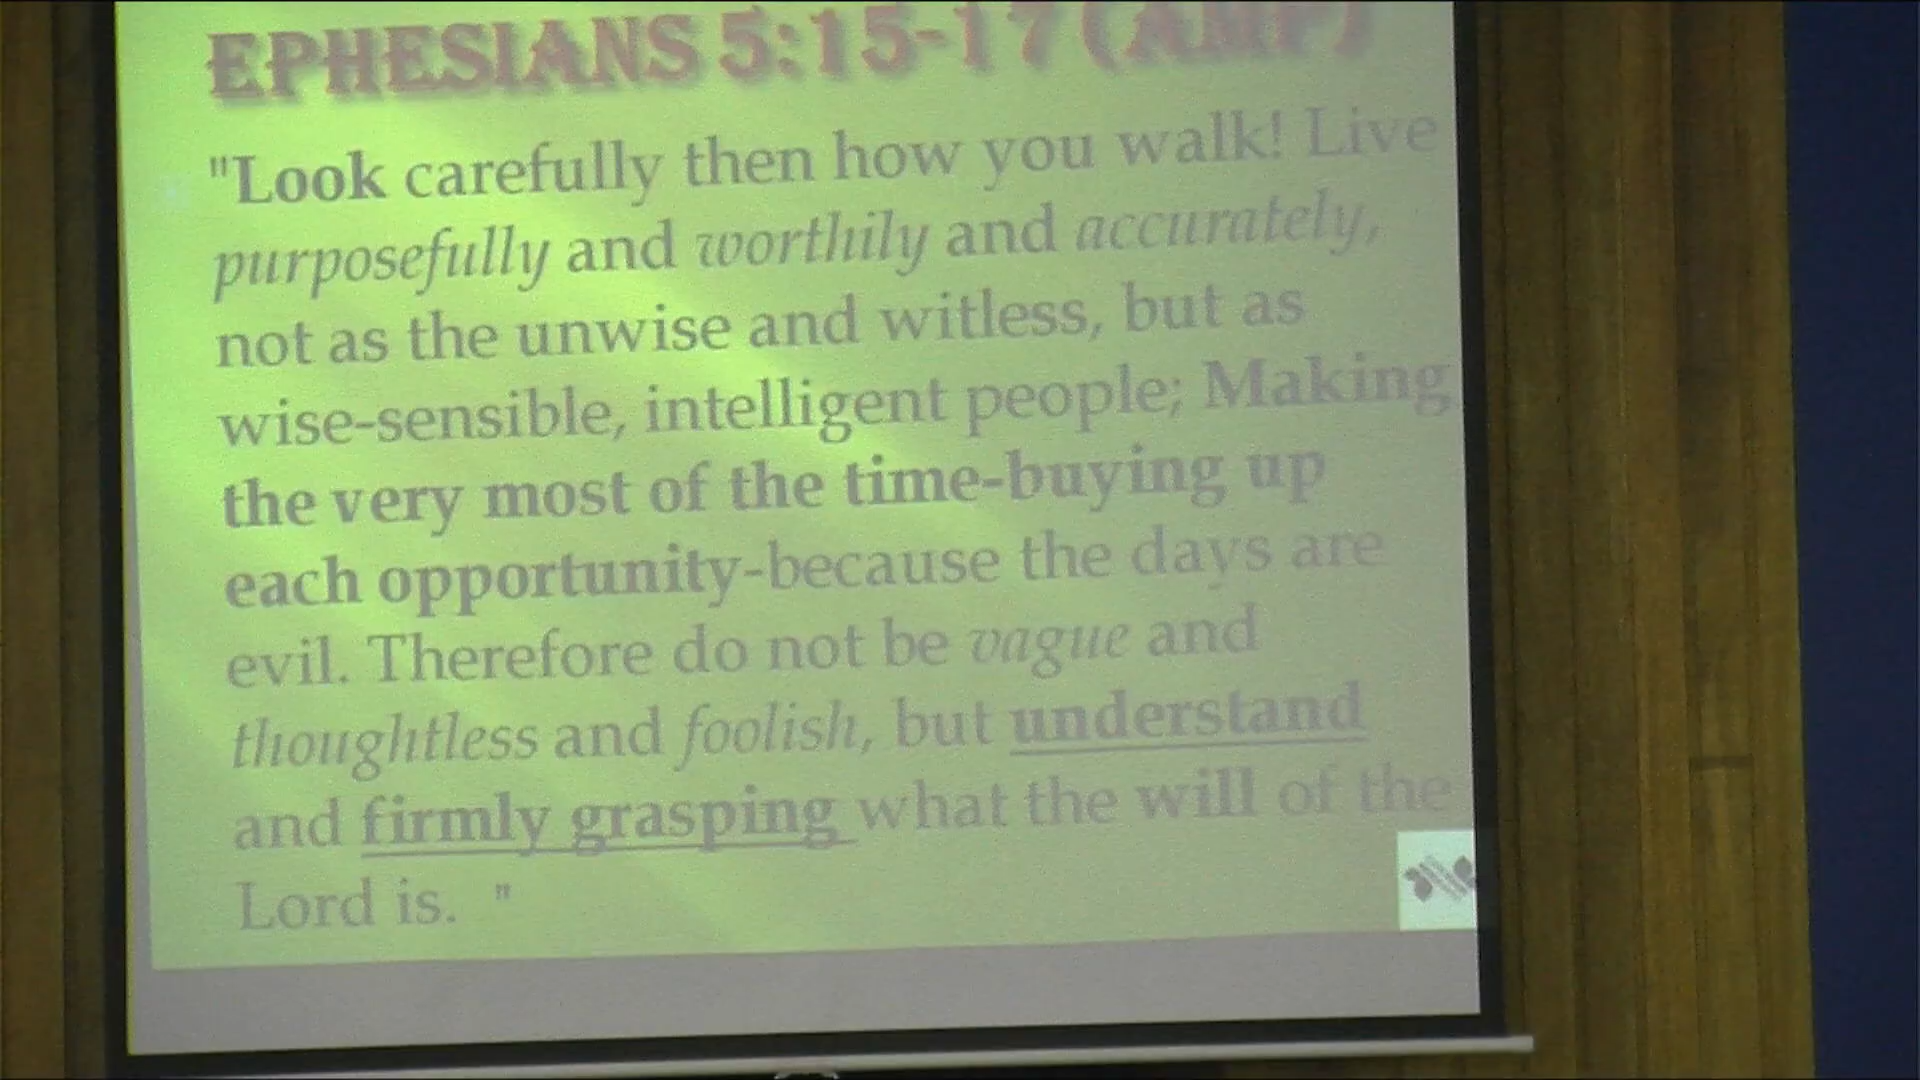 EPHESIANS 5:15-17 (AMP)
"Look carefully then how you walk! Live
purposefully and worthily and accurately,
not as the unwise and witless, but as
wise-sensible, intelligent people; Making
the very most of the time-buying up
each opportunity-because the days are
evil. Therefore do not be vague and
thoughtless and foolish, but understand
and firmly grasping what the will of the
Lord is. "